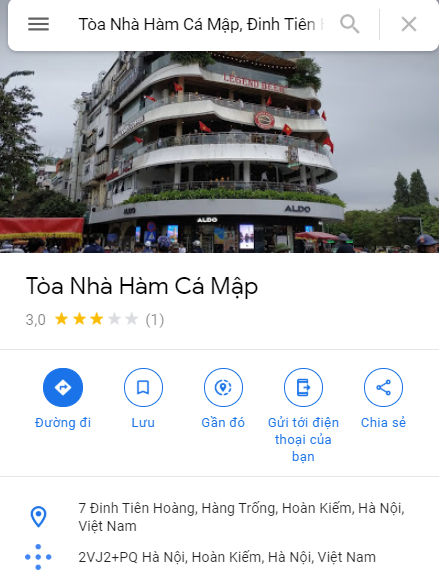 Tòa Nhà Hàm Cá Mập, Đinh Tiên
LEGEND BEER
ALDO
ALDO
Tòa Nhà Hàm Cá Mập
3,0 (1)
Đường đi
Lưu
Gần đó
Gửi tới điện
thoại của
bạn
Chia sẻ
7 Đinh Tiên Hoàng, Hàng Trống, Hoàn Kiếm, Hà Nội,
Việt Nam
2VJ2+PQ Hà Nội, Hoàn Kiếm, Hà Nội, Việt Nam